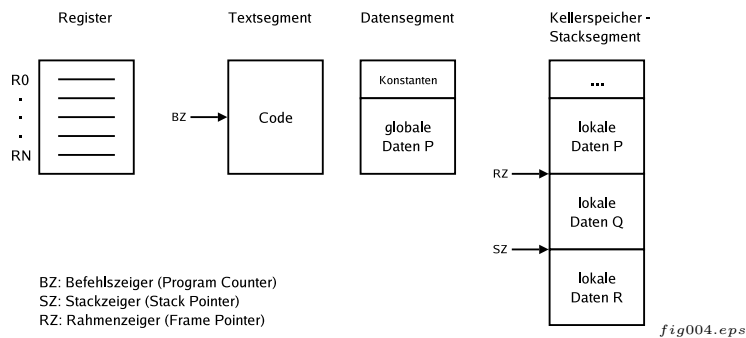 Register
Textsegment
Datensegment
Kellerspeicher -
Stacksegment
R0
.
.
.
RN
BZ
Code
Konstanten
globale
Daten P
...
lokale
Daten P
RZ
lokale
Daten Q
SZ
lokale
Daten R
BZ: Befehlszeiger (Program Counter)
SZ: Stackzeiger (Stack Pointer)
RZ: Rahmenzeiger (Frame Pointer)
fig004.eps